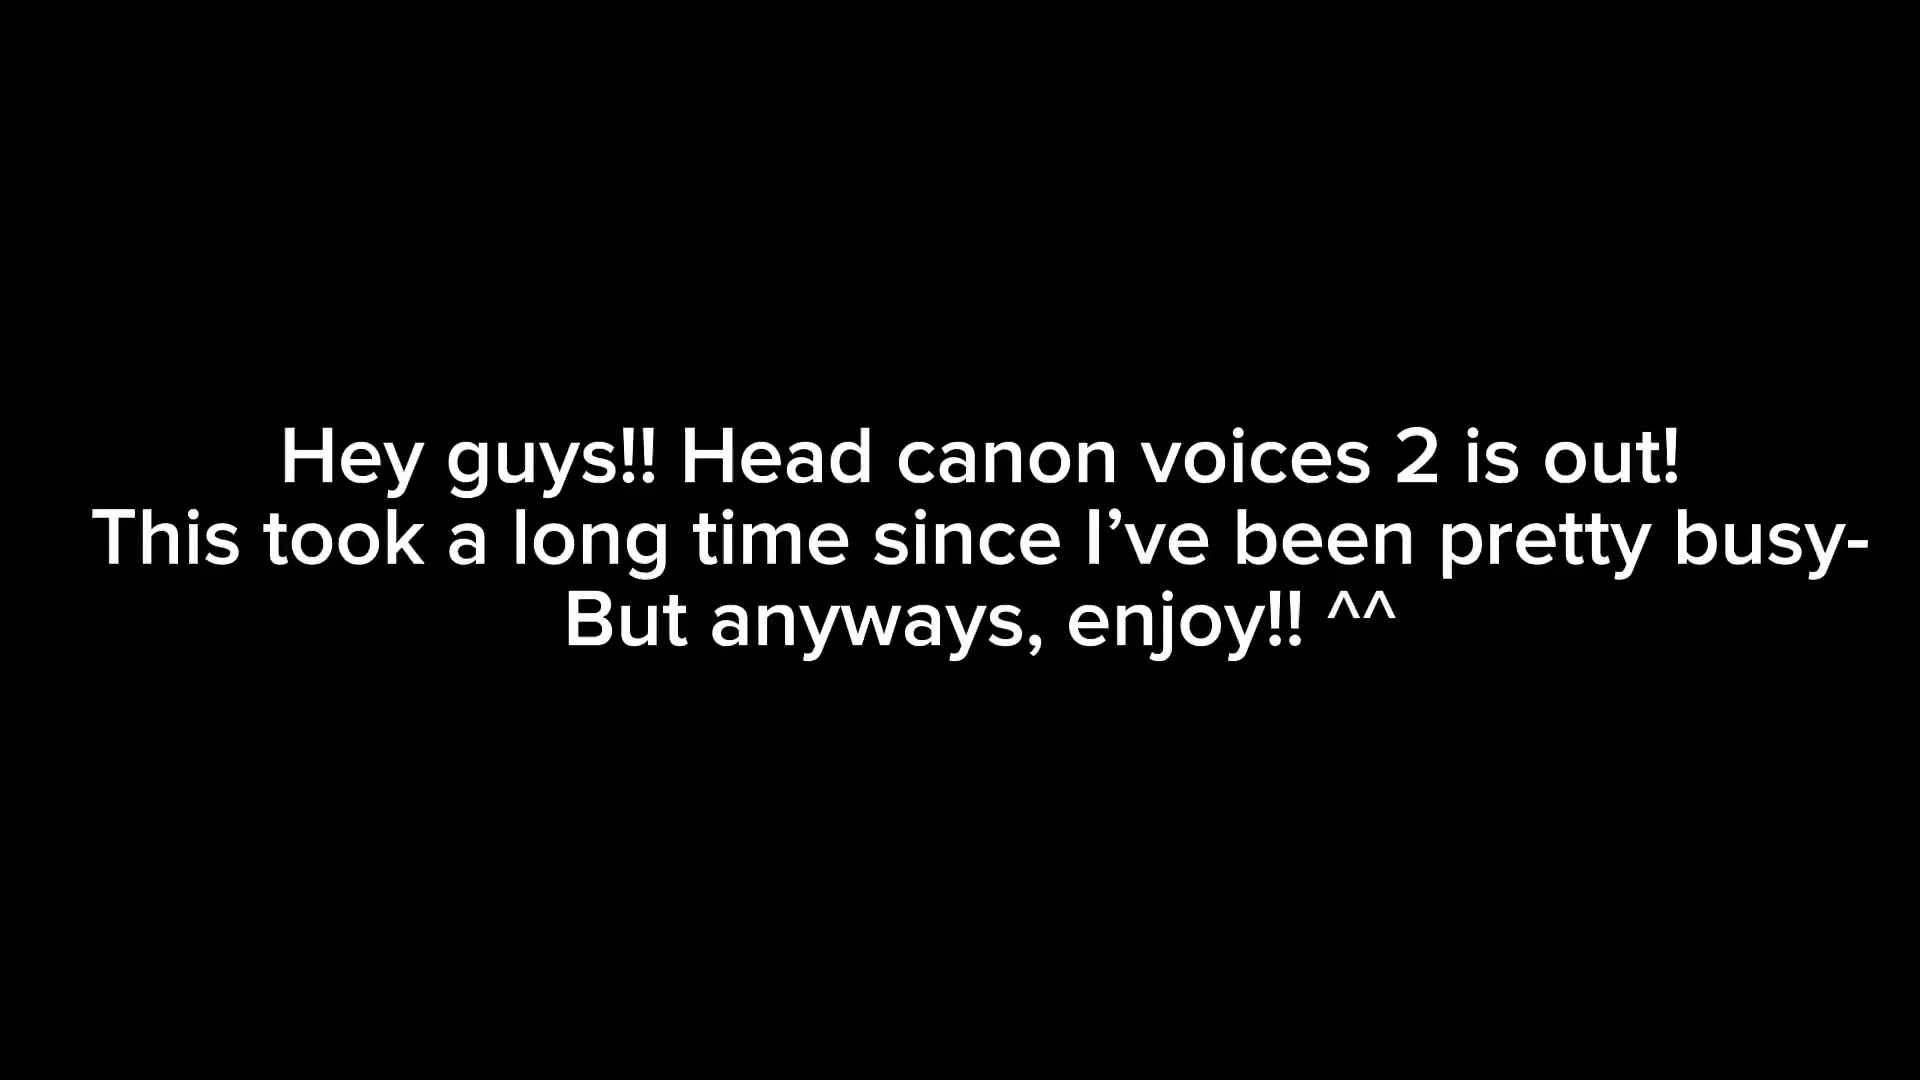 Hey guys!! Head canon voices 2 is out!
This took a long time since I’ve been pretty busy-
But anyways, enjoy!! ^^